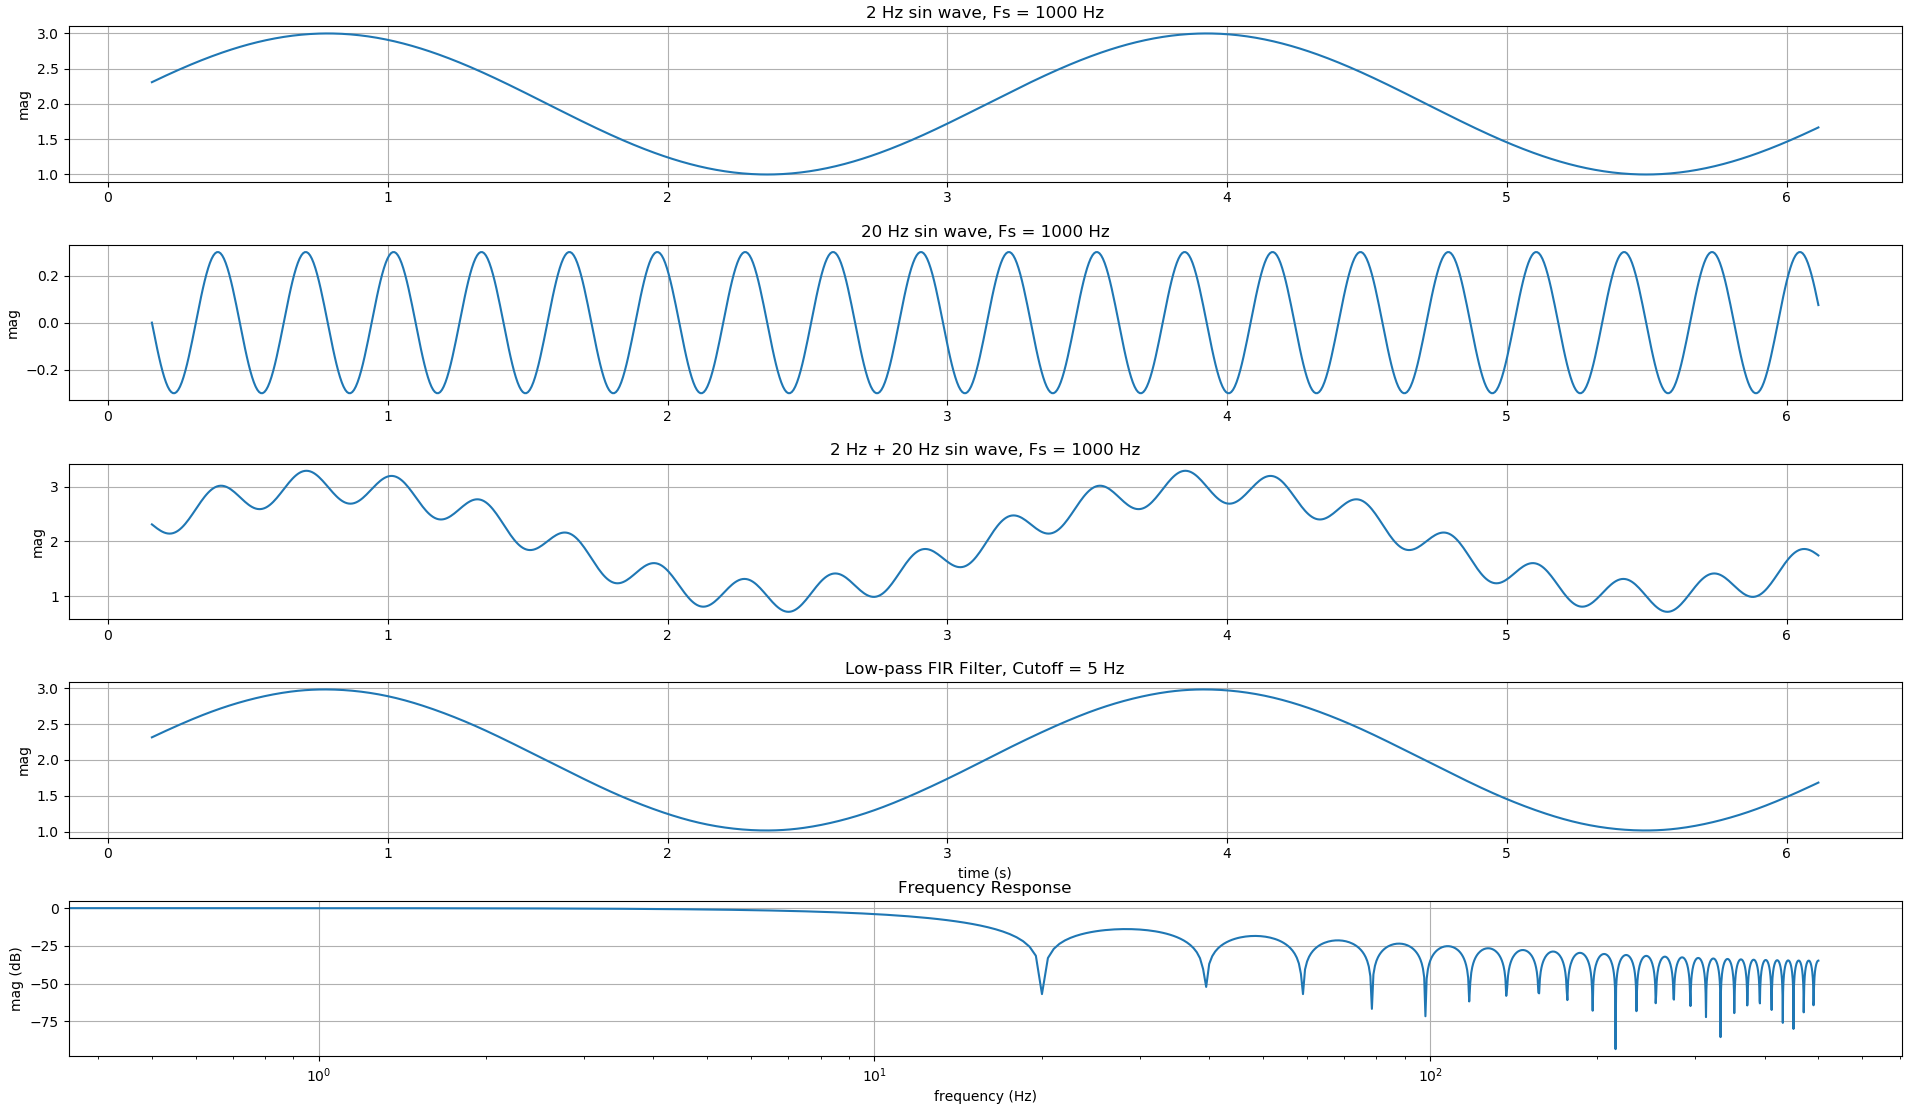 2 Hz sin wave, Fs = 1000 Hz
3.0
2.5
2.0
1.5
1.0
mag
0 1 2 3 4 5 6
20 Hz sin wave, Fs = 1000 Hz
0.2
0.0
−0.2
mag
0 1 2 3 4 5 6
2 Hz + 20 Hz sin wave, Fs = 1000 Hz
3
2
1
mag
0 1 2 3 4 5 6
Low-pass FIR Filter, Cutoff = 5 Hz
3.0
2.5
2.0
1.5
1.0
mag
0 1 2 3 4 5 6
time (s)
Frequency Response
0
−25
−50
−75
mag (dB)
10⁰ 10¹ 10²
frequency (Hz)